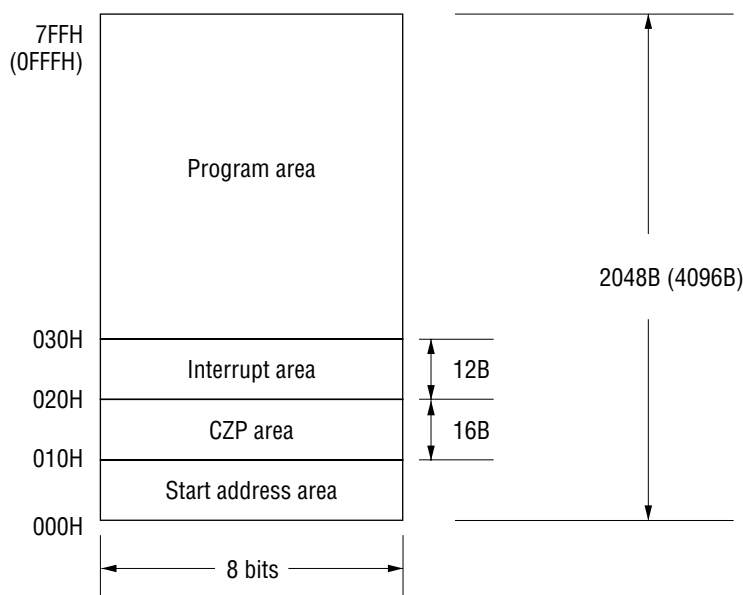 7FFH
(0FFFH)
Program area
2048B (4096B)
030H
Interrupt area
12B
020H
CZP area
16B
010H
Start address area
000H
8 bits